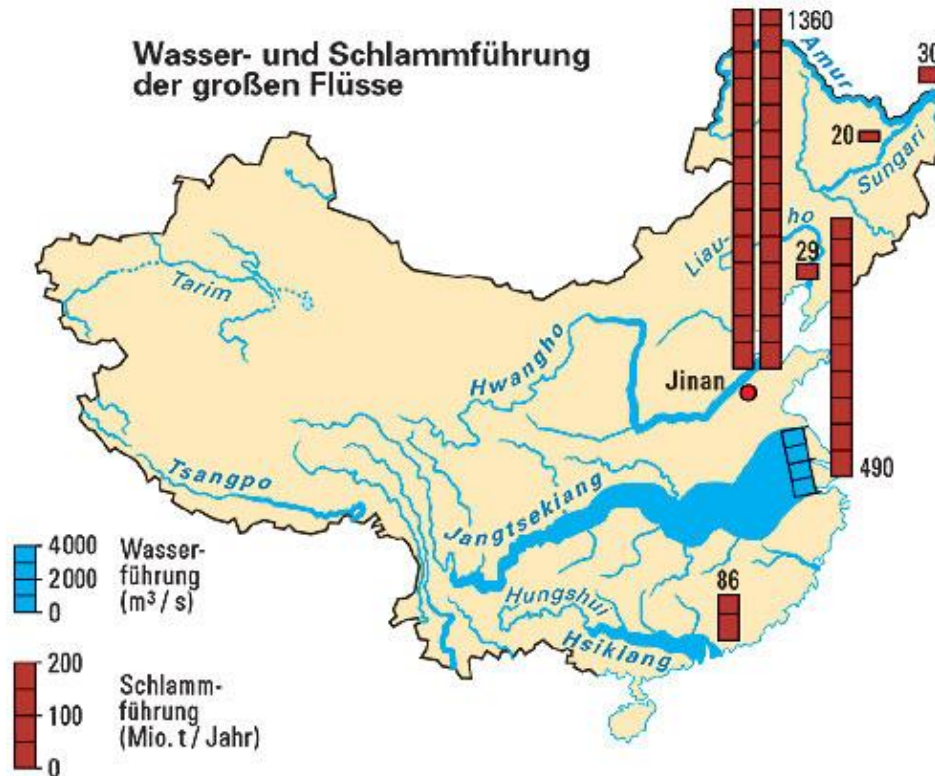 Wasser- und Schlammführung
der großen Flüsse
1360
Amur
30
20
Sungari
Liau-
ho
29
Tarim
Hwangho
Jinan
Tsangpo
Jangtsekiang
490
4000
2000
0
Wasser-
führung
(m³ / s)
86
Hungshui
Hsikiang
200
100
0
Schlamm-
führung
(Mio. t / Jahr)